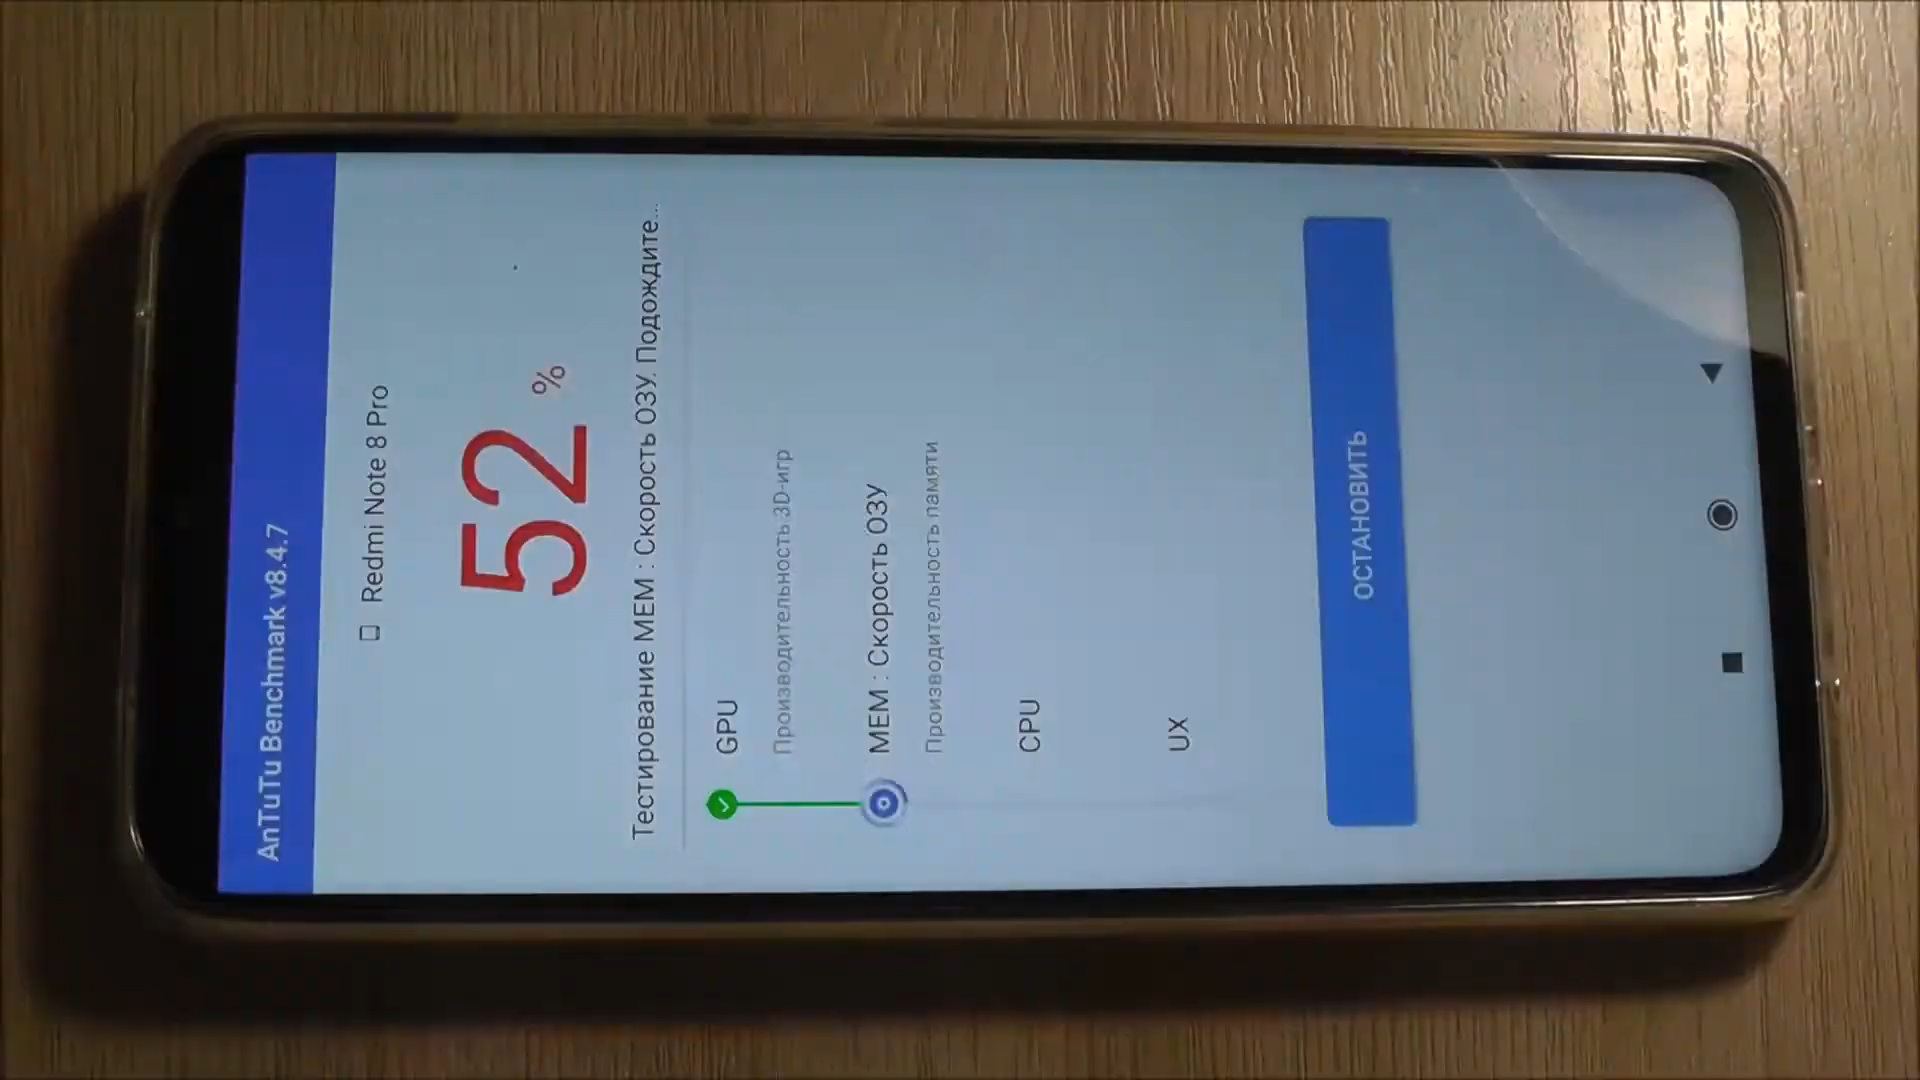 AnTuTu Benchmark v8.4.7
Redmi Note 8 Pro
52 %
Тестирование MEM : Скорость ОЗУ. Подождите...
GPU
Производительность 3D-игр
MEM : Скорость ОЗУ
Производительность памяти
CPU
UX
ОСТАНОВИТЬ